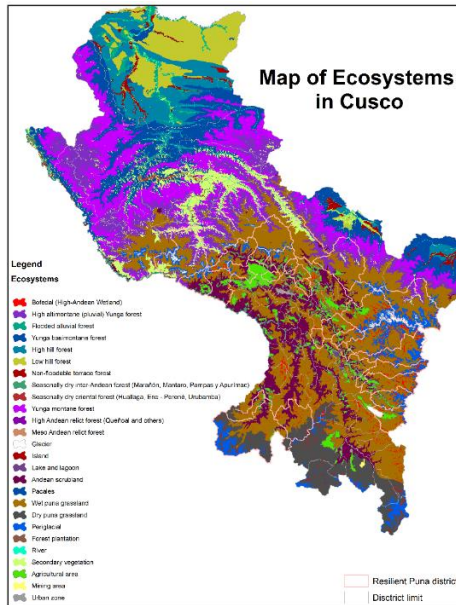 Map of Ecosystems
in Cusco
Legend
Ecosystems
Bofedal (High-Andean Wetland)
High altimontane (pluvial) Yunga forest
Flooded alluvial forest
Yunga basimontane forest
High hill forest
Low hill forest
Non-floodable terrace forest
Seasonally dry inter-Andean forest (Marañón, Mantaro, Pampas y Apurímac)
Seasonally dry oriental forest (Huallaga, Ene - Perené, Urubamba)
Yunga montane forest
High Andean relict forest (Queñoal and others)
Meso Andean relict forest
Glacier
Island
Lake and lagoon
Andean scrubland
Pacales
Wet puna grassland
Dry puna grassland
Periglacial
Forest plantation
River
Secondary vegetation
Agricultural area
Mining area
Urban zone
Resilient Puna district
Disctrict limit